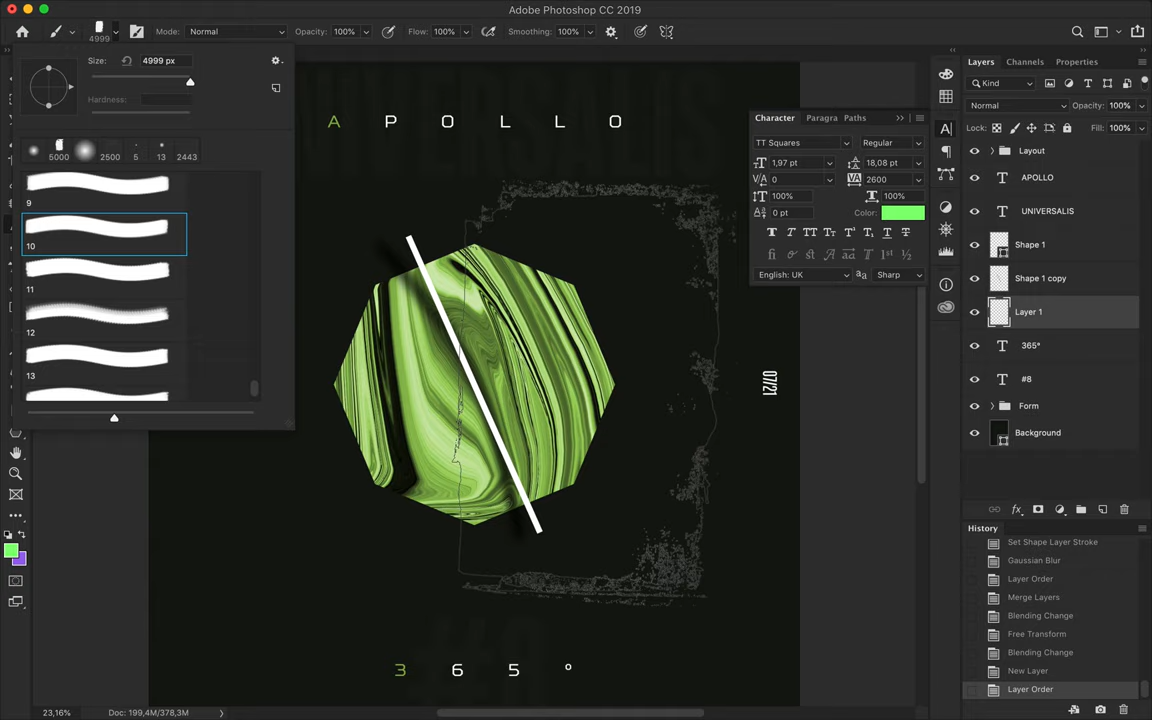 Adobe Photoshop CC 2019
4999
Mode: Normal
Opacity: 100%
Flow: 100%
Smoothing: 100%
Size: 4999 px
Hardness:
5000 2500 5 13 2443
9
10
11
12
13
A P O L L O
07/21
3 6 5 °
Character Paragra Paths
TT Squares Regular
1,97 pt 18,08 pt
0 2600
100% 100%
0 pt Color:
English: UK Sharp
Layers Channels Properties
Kind
Normal Opacity: 100%
Lock: Fill: 100%
Layout
APOLLO
UNIVERSALIS
Shape 1
Shape 1 copy
Layer 1
365°
#8
Form
Background
fx
History
Set Shape Layer Stroke
Gaussian Blur
Layer Order
Merge Layers
Blending Change
Free Transform
Blending Change
New Layer
Layer Order
23,16% Doc: 199,4M/378,3M